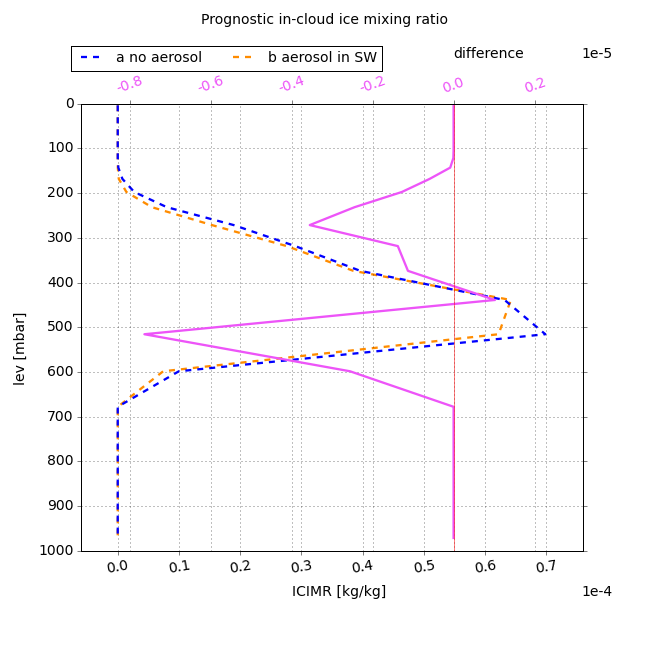 Prognostic in-cloud ice mixing ratio
a no aerosol b aerosol in SW
difference 1e-5
-0.8 -0.6 -0.4 -0.2 0.0 0.2
0
100
200
300
400
500
600
700
800
900
1000
lev [mbar]
0.0 0.1 0.2 0.3 0.4 0.5 0.6 0.7
ICIMR [kg/kg] 1e-4